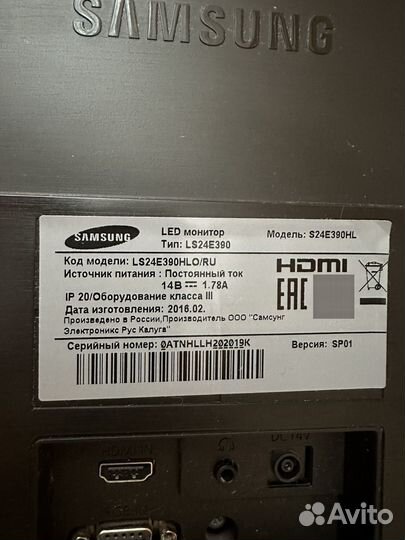 SAMSUNG
SAMSUNG
LED монитор
Тип: LS24E390
Модель: S24E390HL
Код модели: LS24E390HLO/RU
Источник питания : Постоянный ток
14В 1.78A
HDMI
IP 20/Оборудование класса III
EAC
Дата изготовления: 2016.02.
Произведено в России,Производитель ООО "Самсунг
Электроникс Рус Калуга"
Серийный номер: 0ATNHLLH202019K
Версия: SP01
HDMI IN
DC 14V
Avito